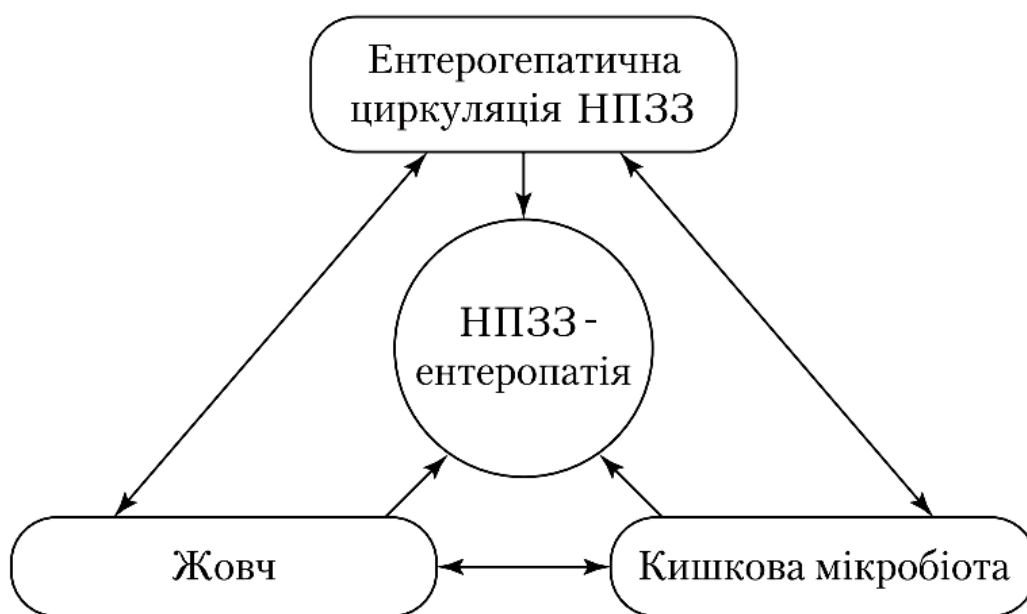 Ентерогепатична
циркуляція НПЗЗ
НПЗЗ -
ентеропатія
Жовч
Кишкова мікробіота